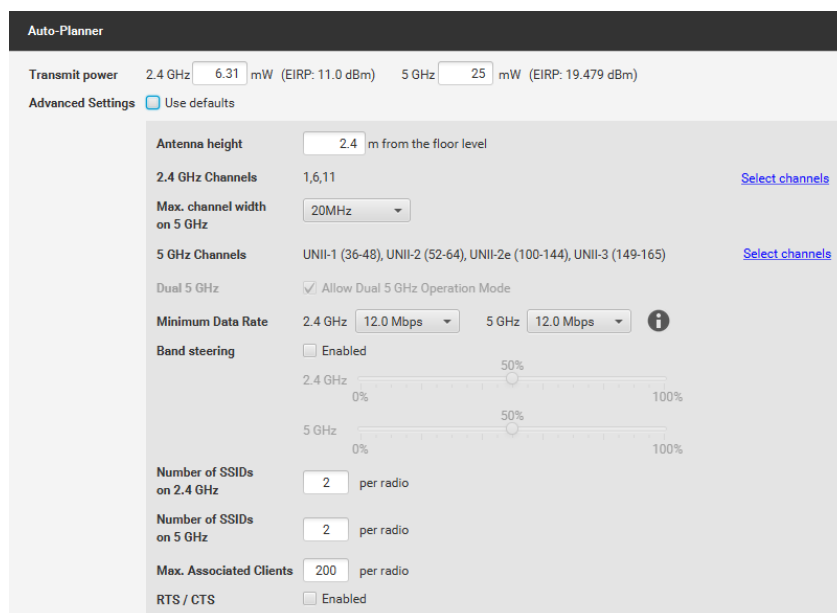 Auto-Planner
Transmit power 2.4 GHz 6.31 mW (EIRP: 11.0 dBm) 5 GHz 25 mW (EIRP: 19.479 dBm)
Advanced Settings Use defaults
Antenna height 2.4 m from the floor level
2.4 GHz Channels 1,6,11 Select channels
Max. channel width
on 5 GHz
20MHz
5 GHz Channels UNII-1 (36-48), UNII-2 (52-64), UNII-2e (100-144), UNII-3 (149-165) Select channels
Dual 5 GHz Allow Dual 5 GHz Operation Mode
Minimum Data Rate 2.4 GHz 12.0 Mbps 5 GHz 12.0 Mbps
Band steering Enabled
50%
2.4 GHz
0% 100%
50%
5 GHz
0% 100%
Number of SSIDs
on 2.4 GHz
2 per radio
Number of SSIDs
on 5 GHz
2 per radio
Max. Associated Clients 200 per radio
RTS / CTS Enabled